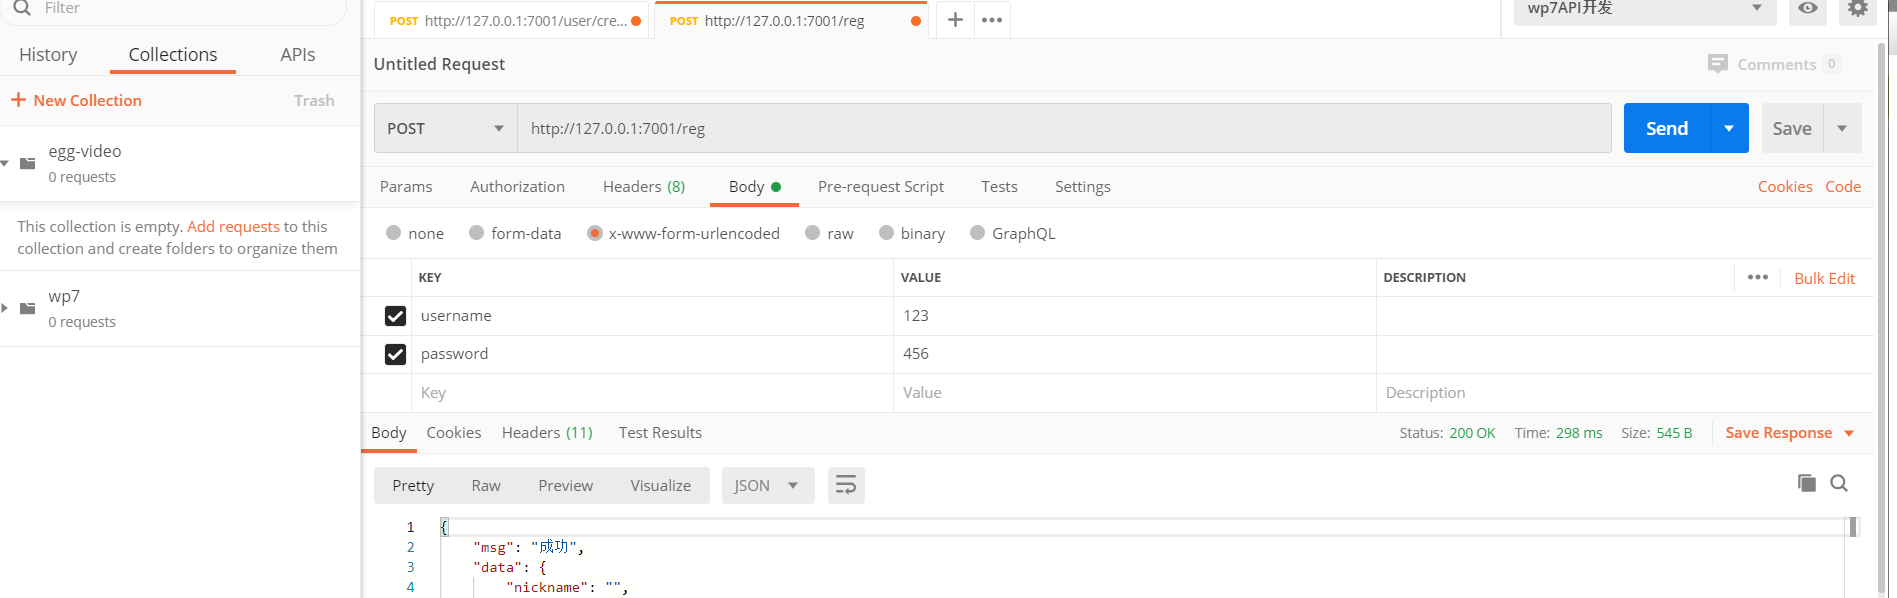 Filter
POST http://127.0.0.1:7001/user/cre...
POST http://127.0.0.1:7001/reg
wp7API开发
History Collections APIs
New Collection Trash
egg-video
0 requests
This collection is empty. Add requests to this
collection and create folders to organize them
wp7
0 requests
Untitled Request
Comments 0
POST http://127.0.0.1:7001/reg Send Save
Params Authorization Headers (8) Body Pre-request Script Tests Settings Cookies Code
none form-data x-www-form-urlencoded raw binary GraphQL
KEY VALUE DESCRIPTION Bulk Edit
username 123
password 456
Key Value Description
Body Cookies Headers (11) Test Results Status: 200 OK Time: 298 ms Size: 545 B Save Response
Pretty Raw Preview Visualize JSON
1 {
2 "msg": "成功",
3 "data": {
4 "nickname": "",